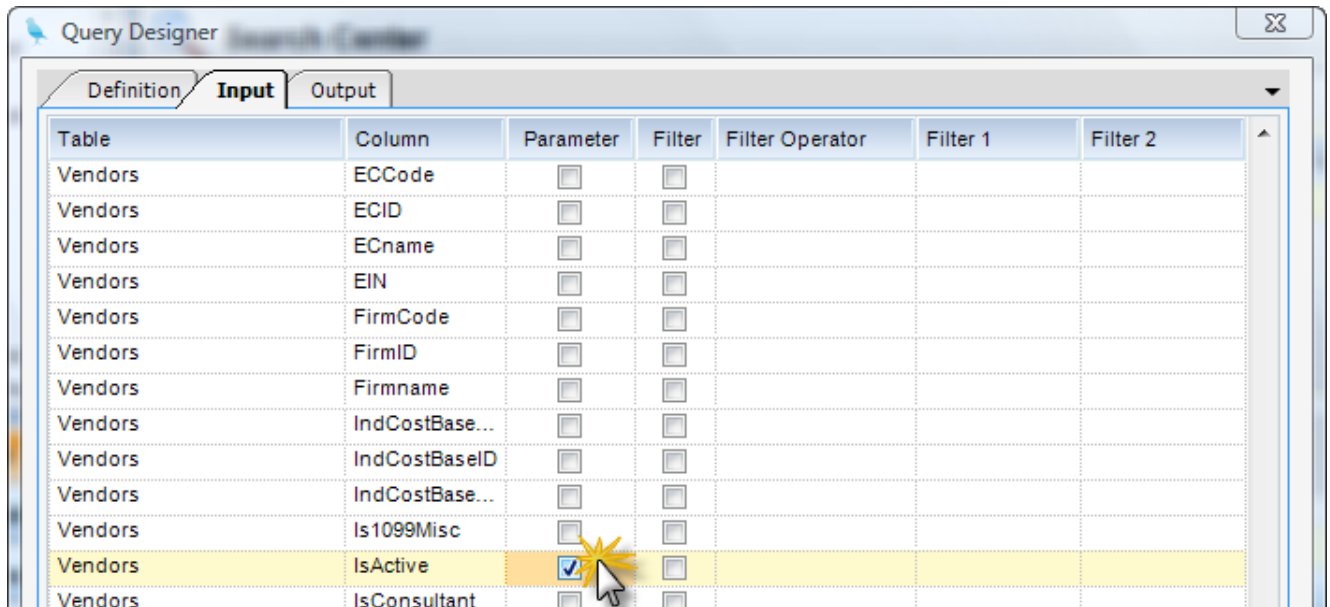 Query Designer Search Center
Definition Input Output
Table Column Parameter Filter Filter Operator Filter 1 Filter 2
Vendors ECCode
Vendors ECID
Vendors ECname
Vendors EIN
Vendors FirmCode
Vendors FirmID
Vendors Firmname
Vendors IndCostBase...
Vendors IndCostBaseID
Vendors IndCostBase...
Vendors Is1099Misc
Vendors IsActive
Vendors IsConsultant